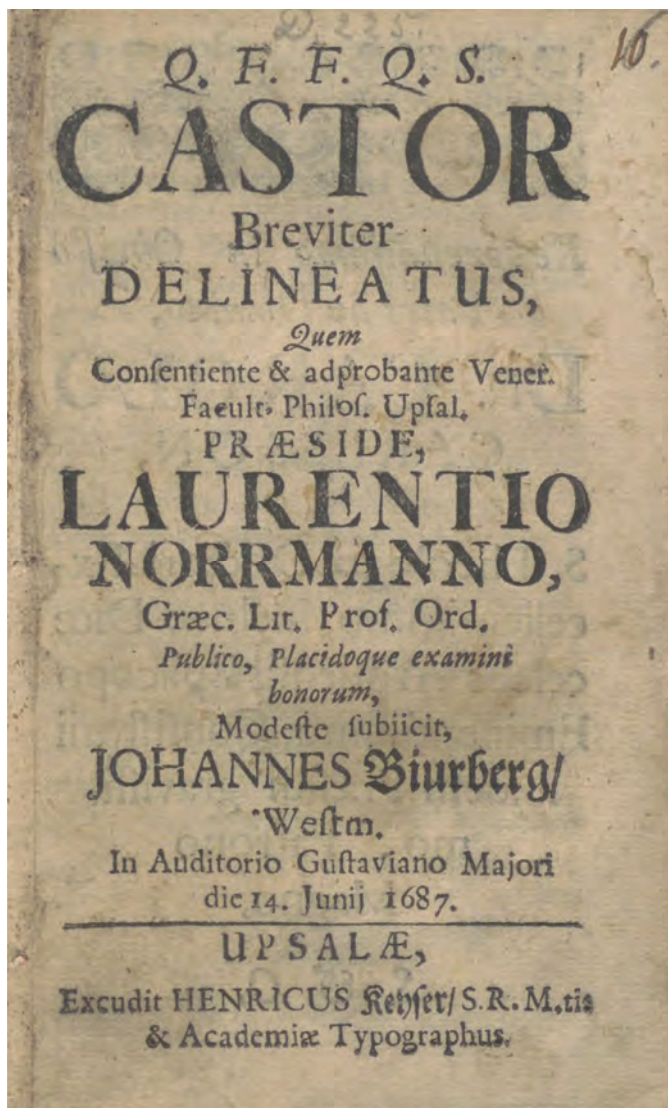 D. 225.
10.
Q. F. F. Q. S.
CASTOR
Breviter
DELINEATUS,
Quem
Conſentiente & adprobante Vener.
Facult. Philoſ. Upſal.
PRÆSIDE,
LAURENTIO
NORRMANNO,
Græc. Lit. Prof. Ord.
Publico, Placidoque examini
bonorum,
Modeſte ſubiicit,
JOHANNES Biurberg/
Weſtm.
In Auditorio Guſtaviano Majori
die 14. Junij 1687.
UPSALÆ,
Excudit HENRICUS Keyſer/ S.R.M.tis
& Academiæ Typographus.